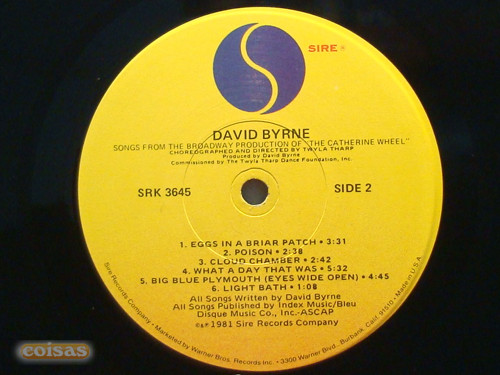 SIRE ®
DAVID BYRNE
SONGS FROM THE BROADWAY PRODUCTION OF "THE CATHERINE WHEEL"
CHOREOGRAPHED AND DIRECTED BY TWYLA THARP
Produced by David Byrne
Commissioned by The Twyla Tharp Dance Foundation, Inc.
SRK 3645
SIDE 2
1. EGGS IN A BRIAR PATCH • 3:31
2. POISON • 2:38
3. CLOUD CHAMBER • 2:42
4. WHAT A DAY THAT WAS • 5:32
5. BIG BLUE PLYMOUTH (EYES WIDE OPEN) • 4:45
6. LIGHT BATH • 1:08
All Songs Written by David Byrne
All Songs Published by Index Music/Bleu
Disque Music Co., Inc.-ASCAP
©℗ 1981 Sire Records Company
Sire Records Company • Marketed by Warner Bros. Records Inc. • 3300 Warner Blvd., Burbank, Calif. 91510 • Made in U.S.A.
coisas